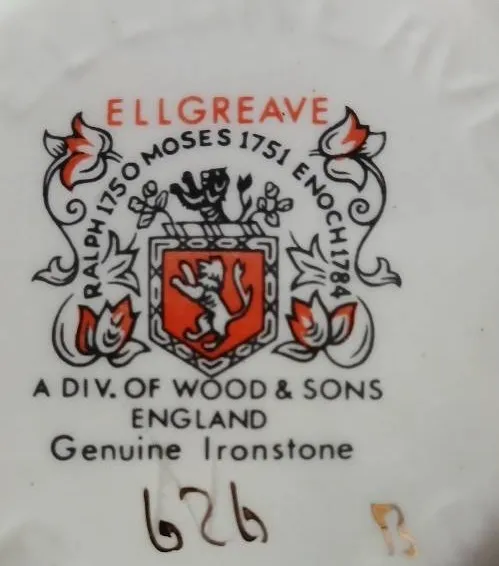 ELLGREAVE
RALPH 1750 MOSES 1751 ENOCH 1784
A DIV. OF WOOD & SONS
ENGLAND
Genuine Ironstone
626
B